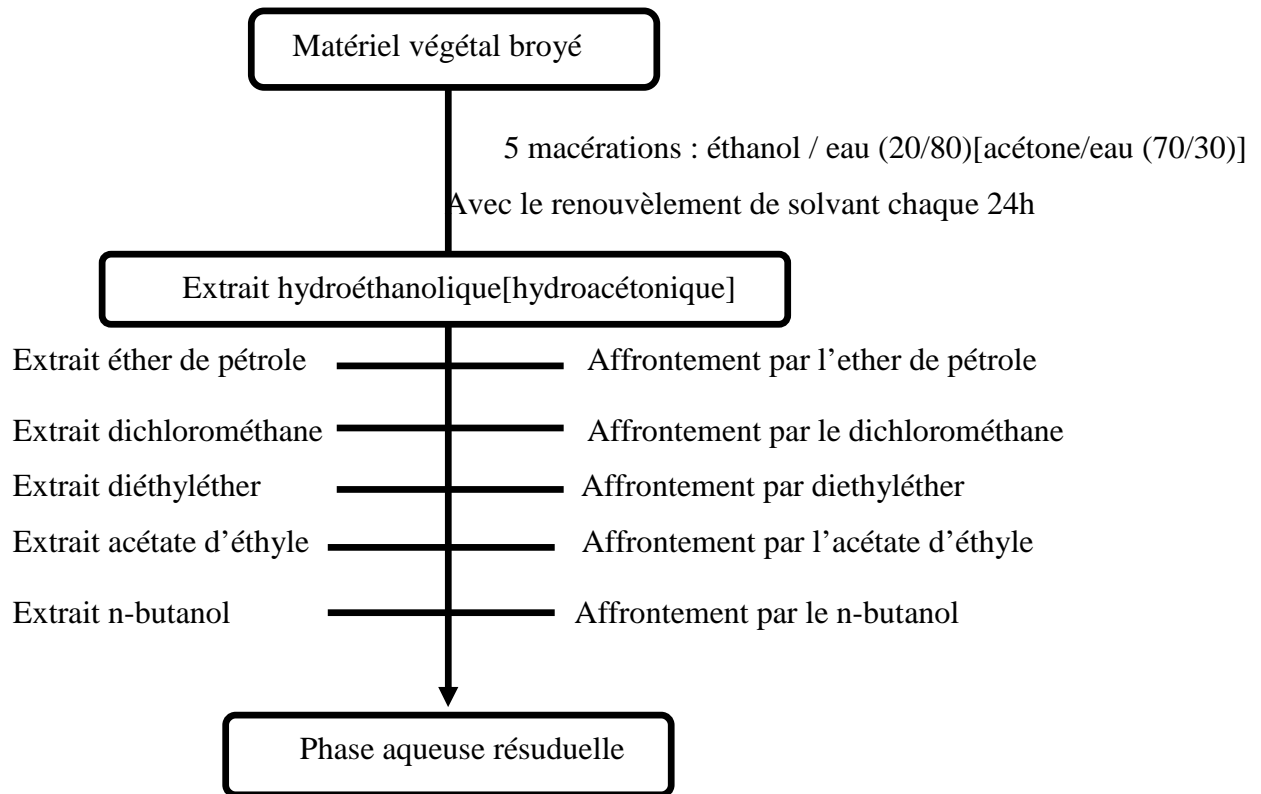 Matériel végétal broyé
5 macérations : éthanol / eau (20/80)[acétone/eau (70/30)]
Avec le renouvèlement de solvant chaque 24h
Extrait hydroéthanolique[hydroacétonique]
Extrait éther de pétrole Affrontement par l’ether de pétrole
Extrait dichlorométhane Affrontement par le dichlorométhane
Extrait diéthyléther Affrontement par diethyléther
Extrait acétate d’éthyle Affrontement par l’acétate d’éthyle
Extrait n-butanol Affrontement par le n-butanol
Phase aqueuse résuduelle